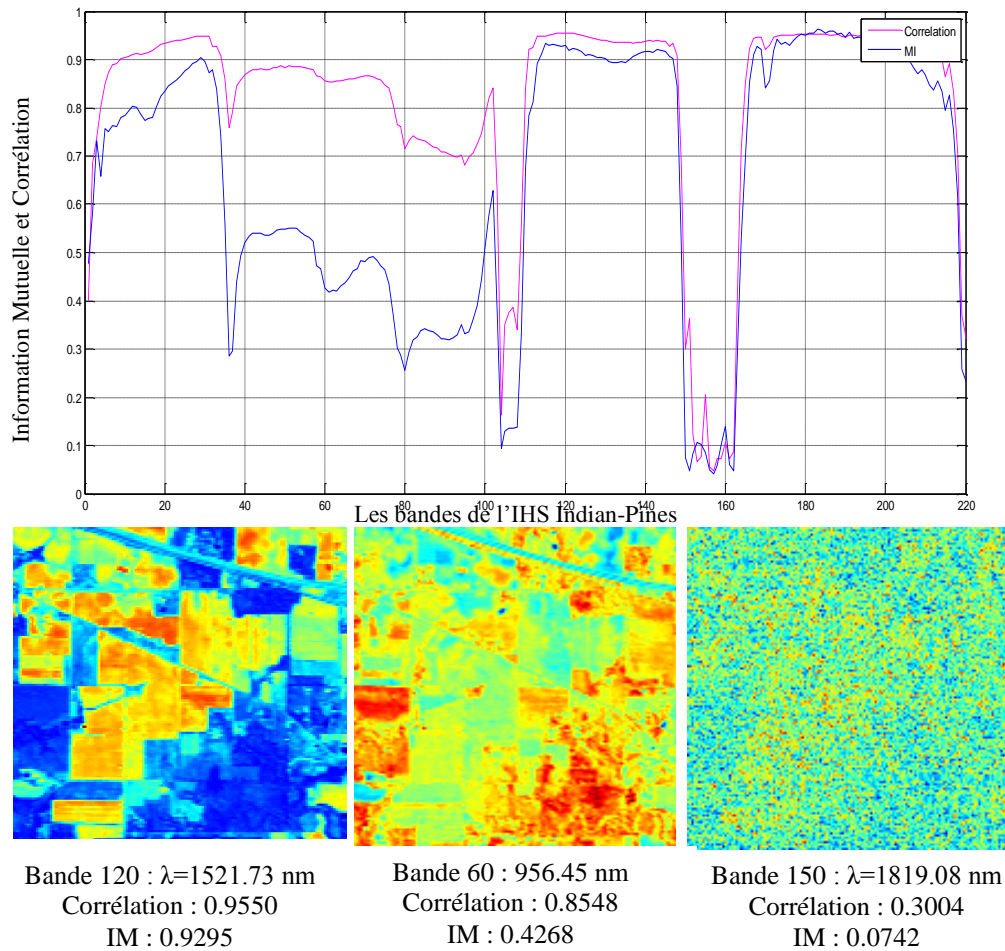 1
0.9
0.8
0.7
0.6
0.5
0.4
0.3
0.2
0.1
0
Information Mutuelle et Corrélation
Correlation
MI
0 20 40 60 80 100 120 140 160 180 200 220
Les bandes de l'IHS Indian-Pines
Bande 120 : λ=1521.73 nm
Corrélation : 0.9550
IM : 0.9295
Bande 60 : 956.45 nm
Corrélation : 0.8548
IM : 0.4268
Bande 150 : λ=1819.08 nm
Corrélation : 0.3004
IM : 0.0742